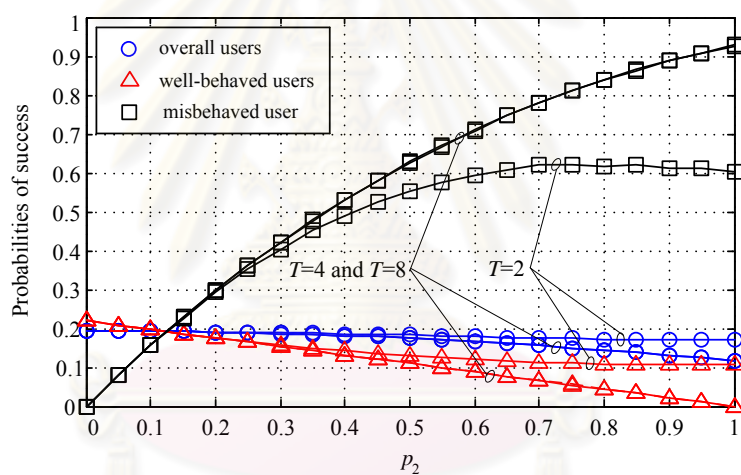 1
0.9
0.8
0.7
0.6
0.5
0.4
0.3
0.2
0.1
0
Probabilities of success
overall users
well-behaved users
misbehaved user
T=4 and T=8
T=2
0 0.1 0.2 0.3 0.4 0.5 0.6 0.7 0.8 0.9 1
p2